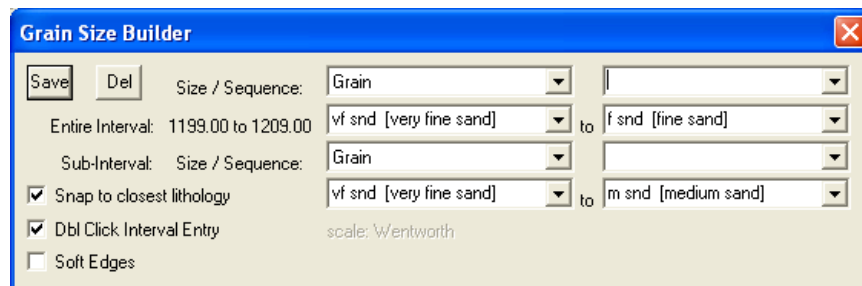 Grain Size Builder
Save Del Size / Sequence: Grain
Entire Interval: 1199.00 to 1209.00 vf snd [very fine sand] to f snd [fine sand]
Sub-Interval: Size / Sequence: Grain
Snap to closest lithology vf snd [very fine sand] to m snd [medium sand]
Dbl Click Interval Entry scale: Wentworth
Soft Edges